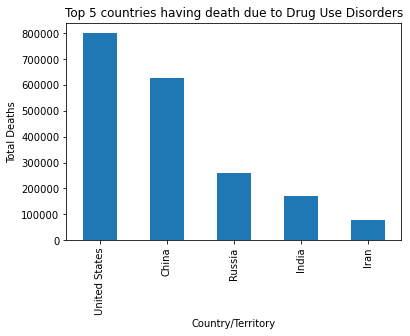 Top 5 countries having death due to Drug Use Disorders
800000
700000
600000
500000
400000
300000
200000
100000
0
Total Deaths
United States
China
Russia
India
Iran
Country/Territory